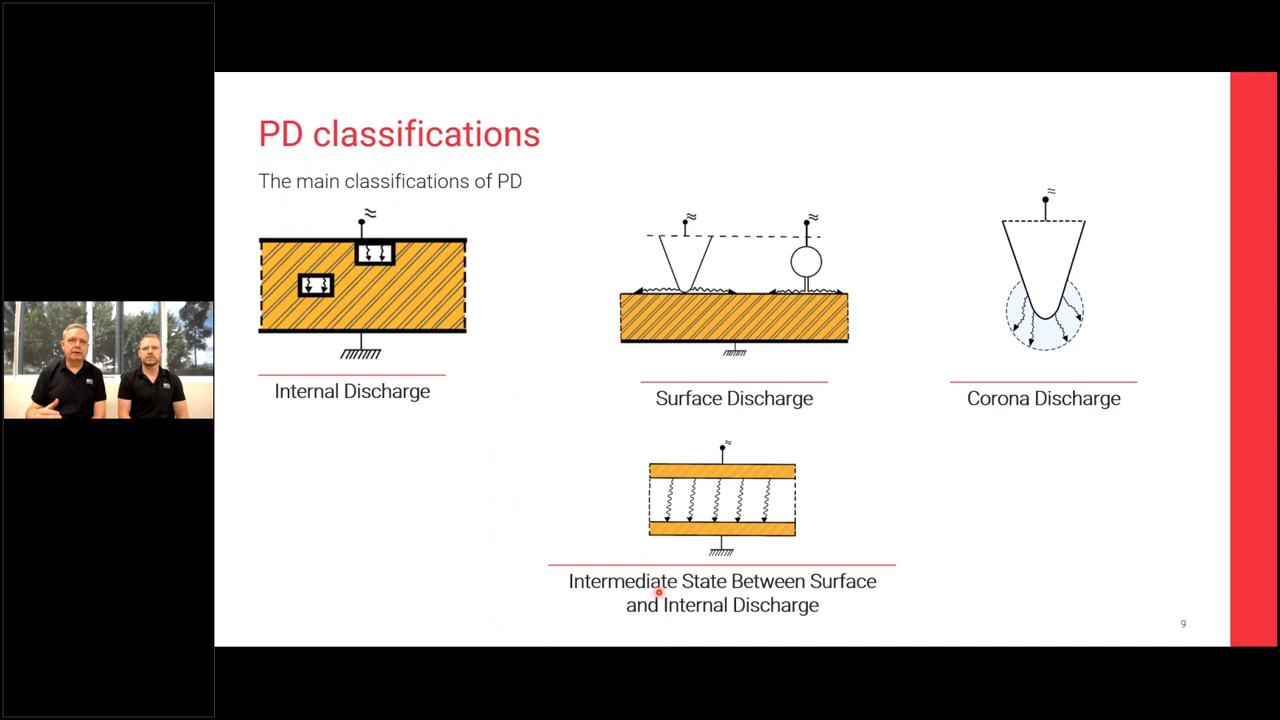 PD classifications
The main classifications of PD
Internal Discharge
Surface Discharge
Corona Discharge
Intermediate State Between Surface
and Internal Discharge
9